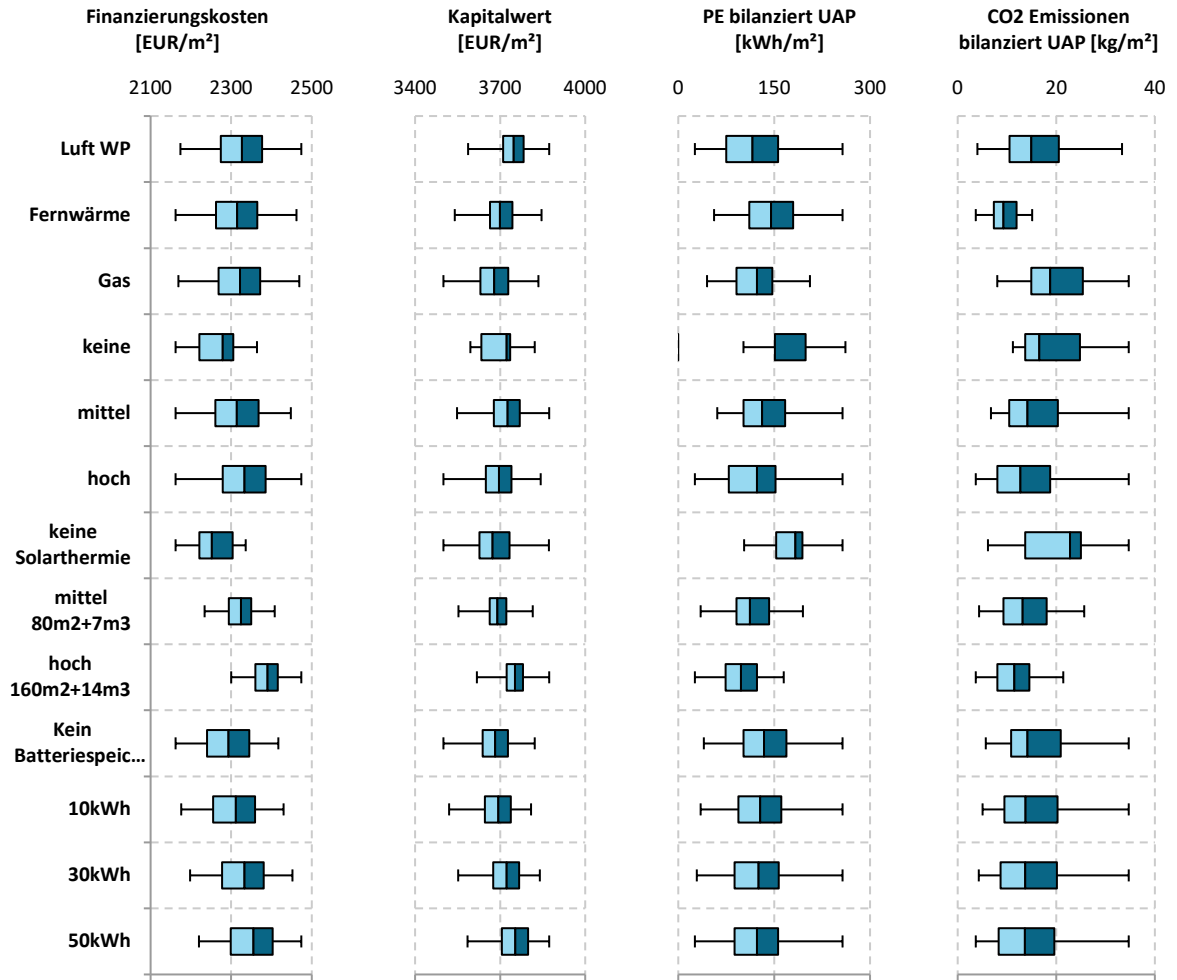 Finanzierungskosten
[EUR/m²]
Kapitalwert
[EUR/m²]
PE bilanziert UAP
[kWh/m²]
CO2 Emissionen
bilanziert UAP [kg/m²]
2100 2300 2500
3400 3700 4000
0 150 300
0 20 40
Luft WP
Fernwärme
Gas
keine
mittel
hoch
keine
Solarthermie
mittel
80m2+7m3
hoch
160m2+14m3
Kein
Batteriespeic...
10kWh
30kWh
50kWh